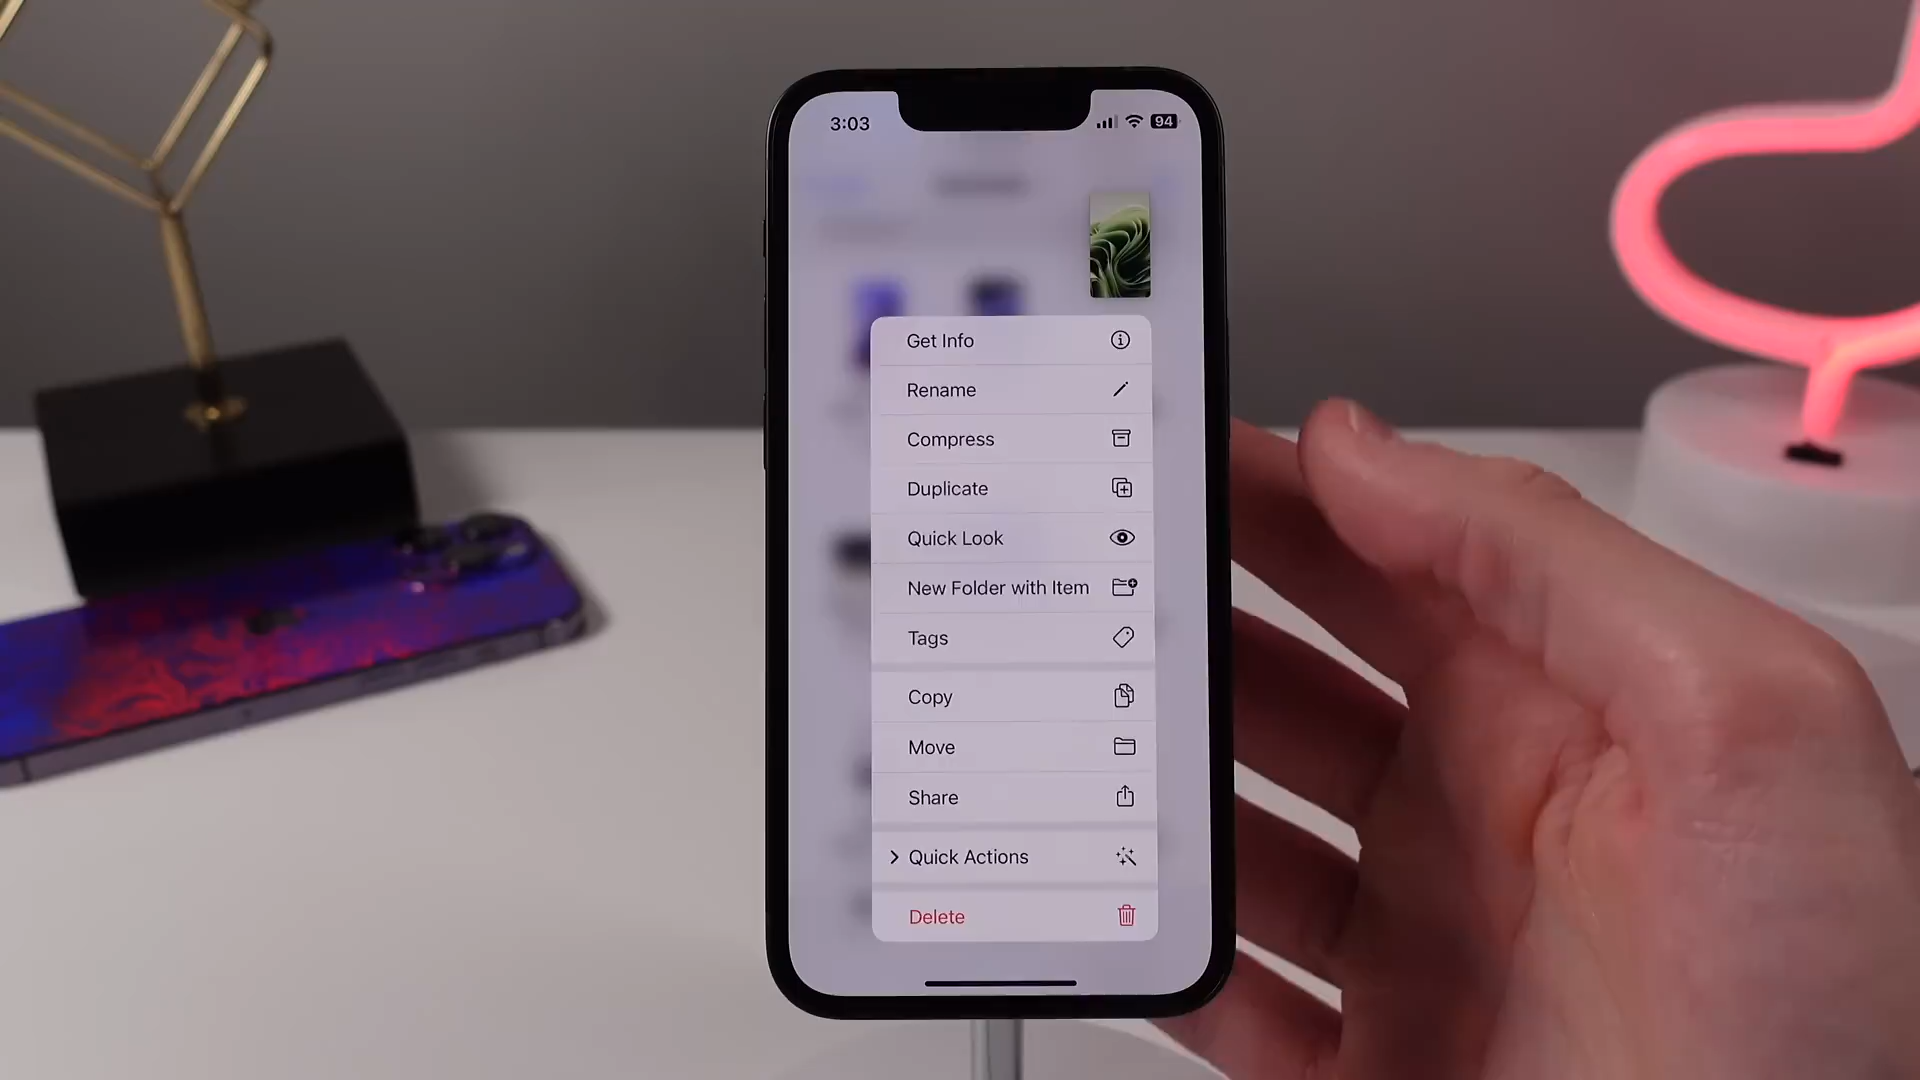 3:03
94
Get Info
Rename
Compress
Duplicate
Quick Look
New Folder with Item
Tags
Copy
Move
Share
Quick Actions
Delete